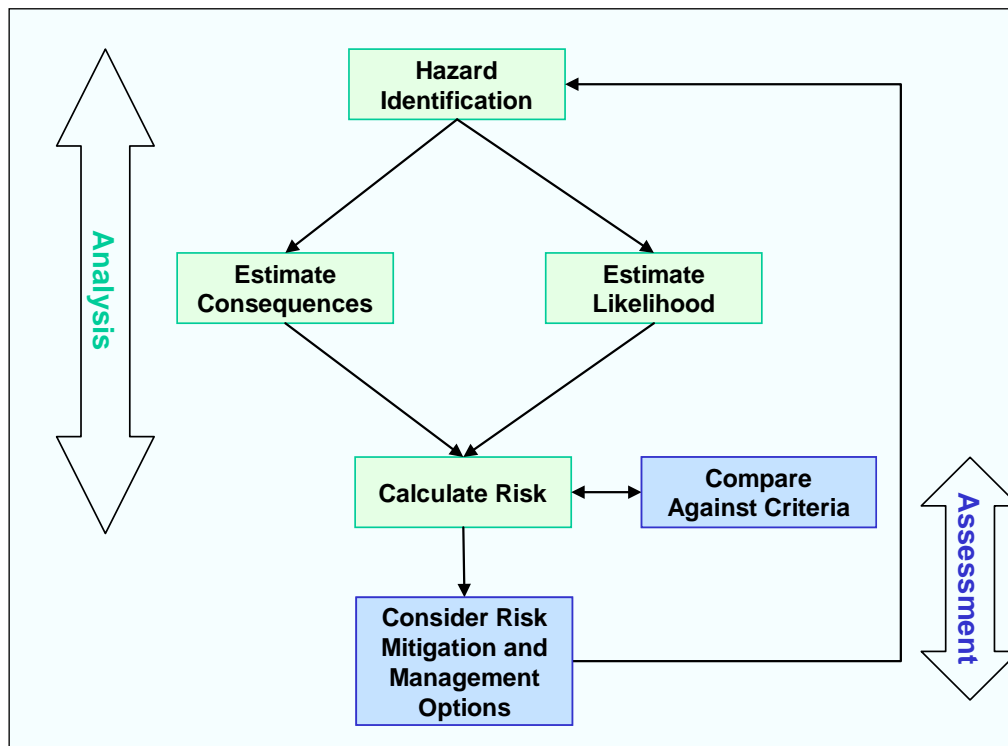 Hazard
Identification
Analysis
Estimate
Consequences
Estimate
Likelihood
Calculate Risk
Compare
Against Criteria
Assessment
Consider Risk
Mitigation and
Management
Options